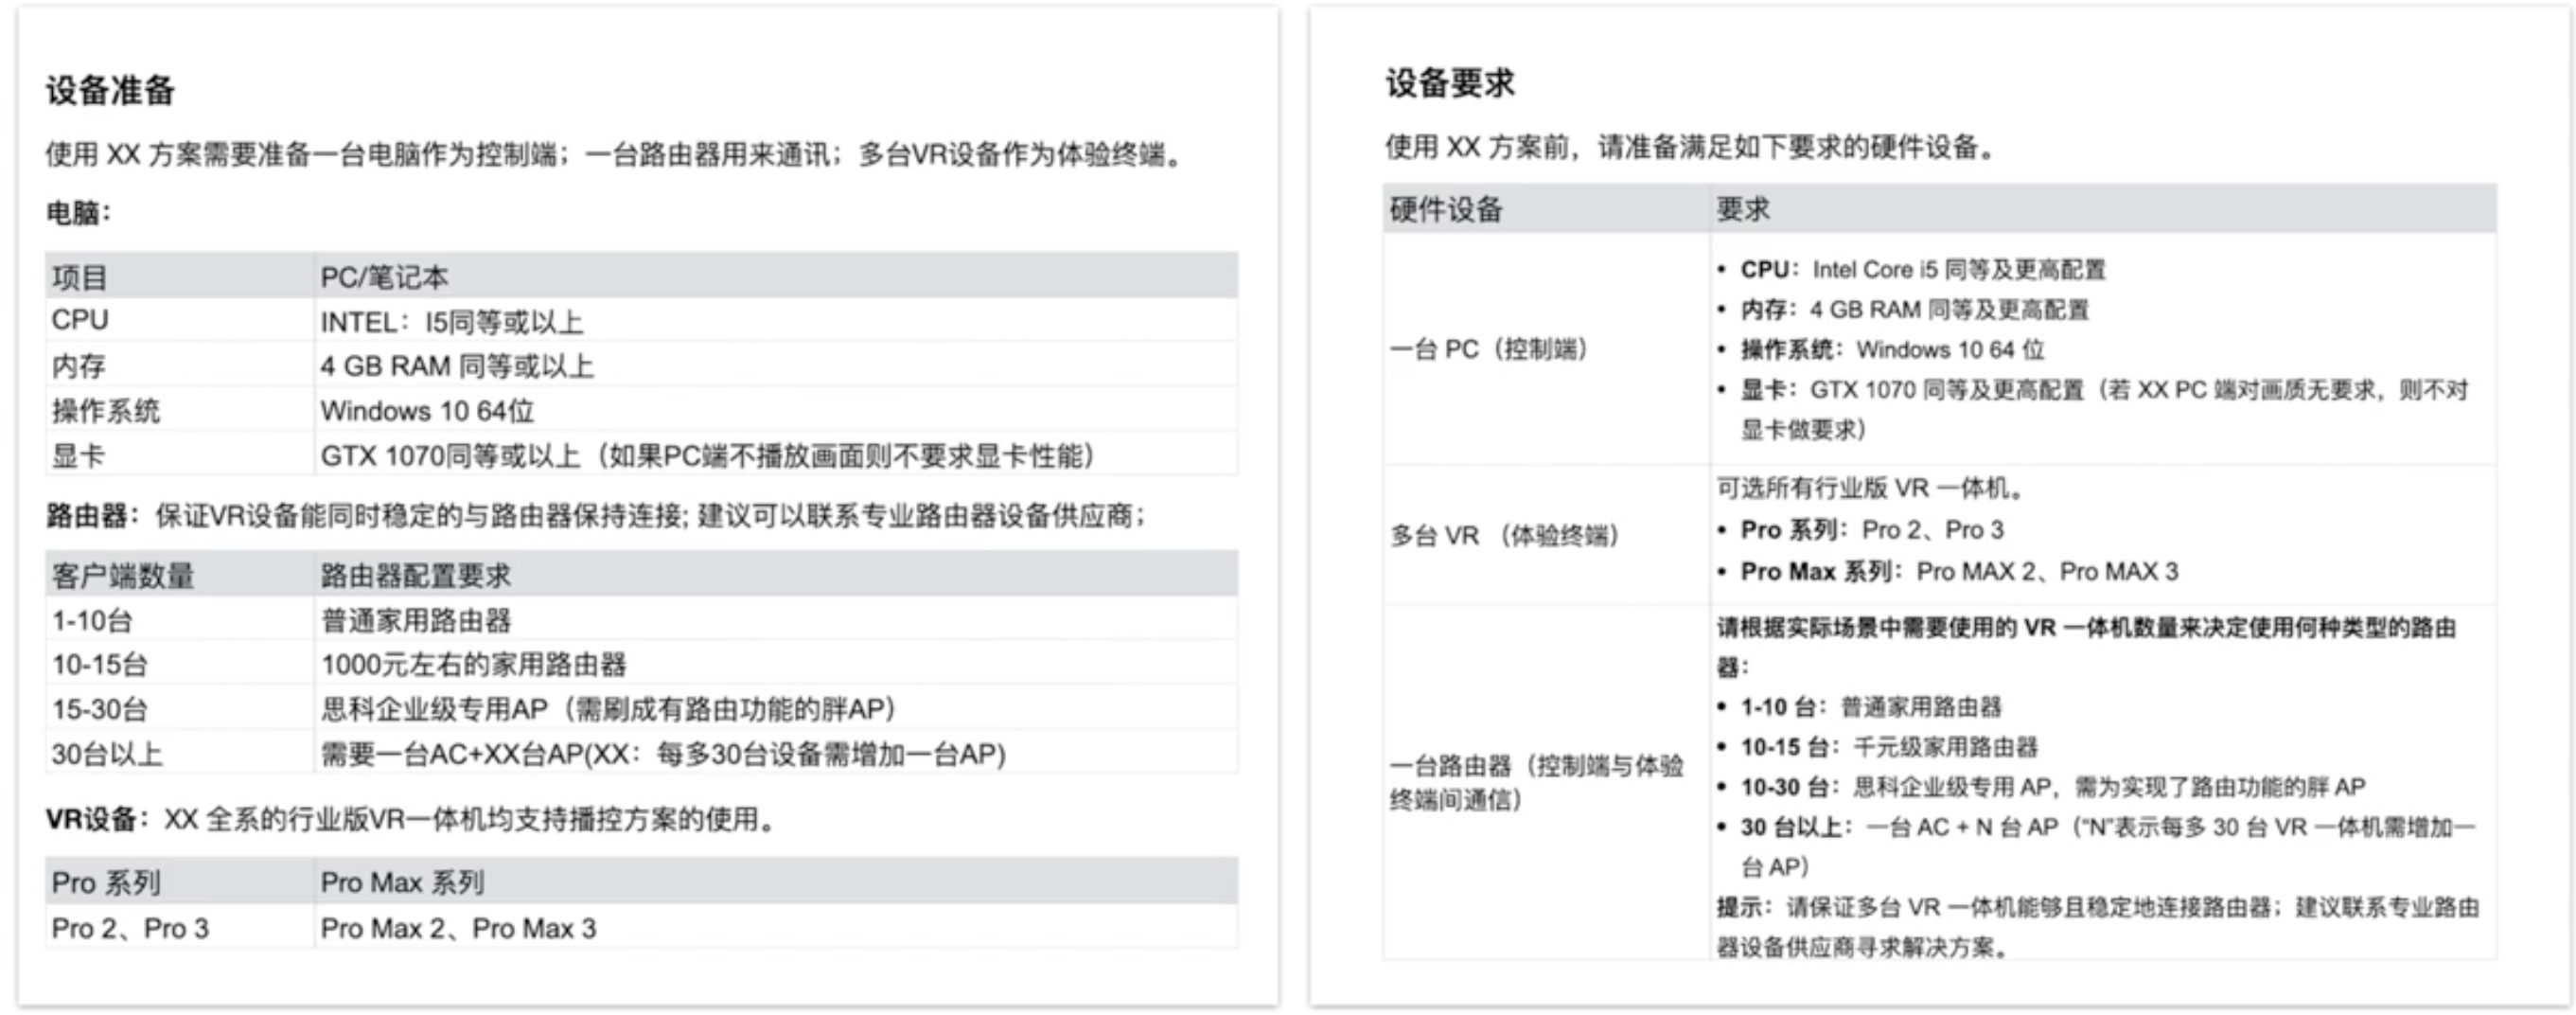 设备准备
使用 XX 方案需要准备一台电脑作为控制端；一台路由器用来通讯；多台VR设备作为体验终端。
电脑：
项目 PC/笔记本
CPU INTEL：I5同等或以上
内存 4 GB RAM 同等或以上
操作系统 Windows 10 64位
显卡 GTX 1070同等或以上（如果PC端不播放画面则不要求显卡性能）
路由器：保证VR设备能同时稳定的与路由器保持连接; 建议可以联系专业路由器设备供应商；
客户端数量 路由器配置要求
1-10台 普通家用路由器
10-15台 1000元左右的家用路由器
15-30台 思科企业级专用AP（需刷成有路由功能的胖AP）
30台以上 需要一台AC+XX台AP(XX：每多30台设备需增加一台AP)
VR设备：XX 全系的行业版VR一体机均支持播控方案的使用。
Pro 系列 Pro Max 系列
Pro 2、Pro 3 Pro Max 2、Pro Max 3
设备要求
使用 XX 方案前，请准备满足如下要求的硬件设备。
硬件设备 要求
一台 PC（控制端）
• CPU：Intel Core i5 同等及更高配置
• 内存：4 GB RAM 同等及更高配置
• 操作系统：Windows 10 64 位
• 显卡：GTX 1070 同等及更高配置（若 XX PC 端对画质无要求，则不对
显卡做要求）
多台 VR （体验终端）
可选所有行业版 VR 一体机。
• Pro 系列：Pro 2、Pro 3
• Pro Max 系列：Pro MAX 2、Pro MAX 3
一台路由器（控制端与体验
终端间通信）
请根据实际场景中需要使用的 VR 一体机数量来决定使用何种类型的路由
器：
• 1-10 台：普通家用路由器
• 10-15 台：千元级家用路由器
• 10-30 台：思科企业级专用 AP，需为实现了路由功能的胖 AP
• 30 台以上：一台 AC + N 台 AP（“N”表示每多 30 台 VR 一体机需增加一
台 AP）
提示：请保证多台 VR 一体机能够且稳定地连接路由器；建议联系专业路由
器设备供应商寻求解决方案。